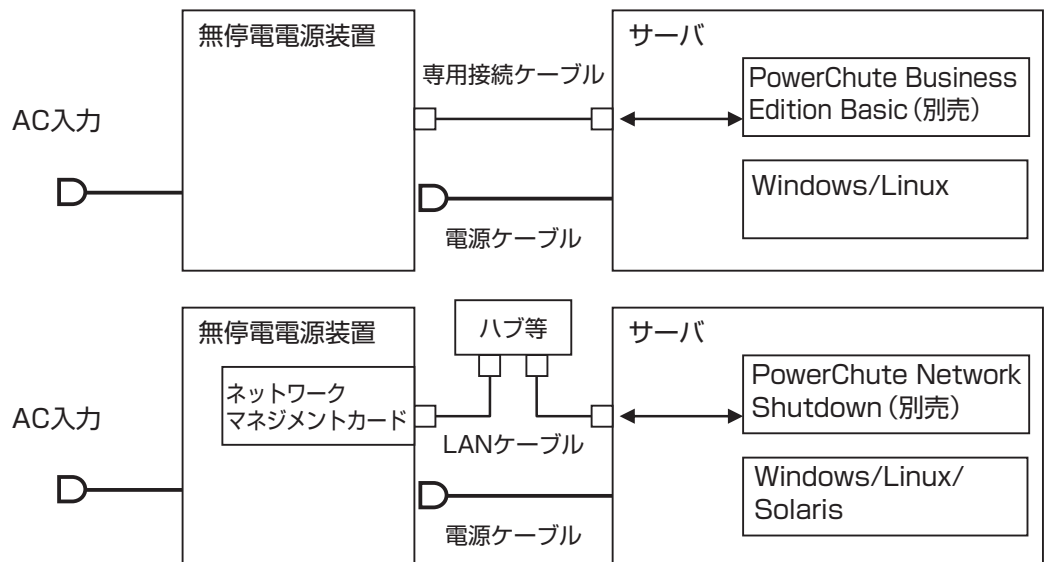 無停電電源装置
サーバ
専用接続ケーブル
PowerChute Business
Edition Basic（別売）
AC入力
Windows/Linux
電源ケーブル
無停電電源装置
ハブ等
サーバ
ネットワーク
マネジメントカード
PowerChute Network
Shutdown（別売）
AC入力
LANケーブル
Windows/Linux/
Solaris
電源ケーブル